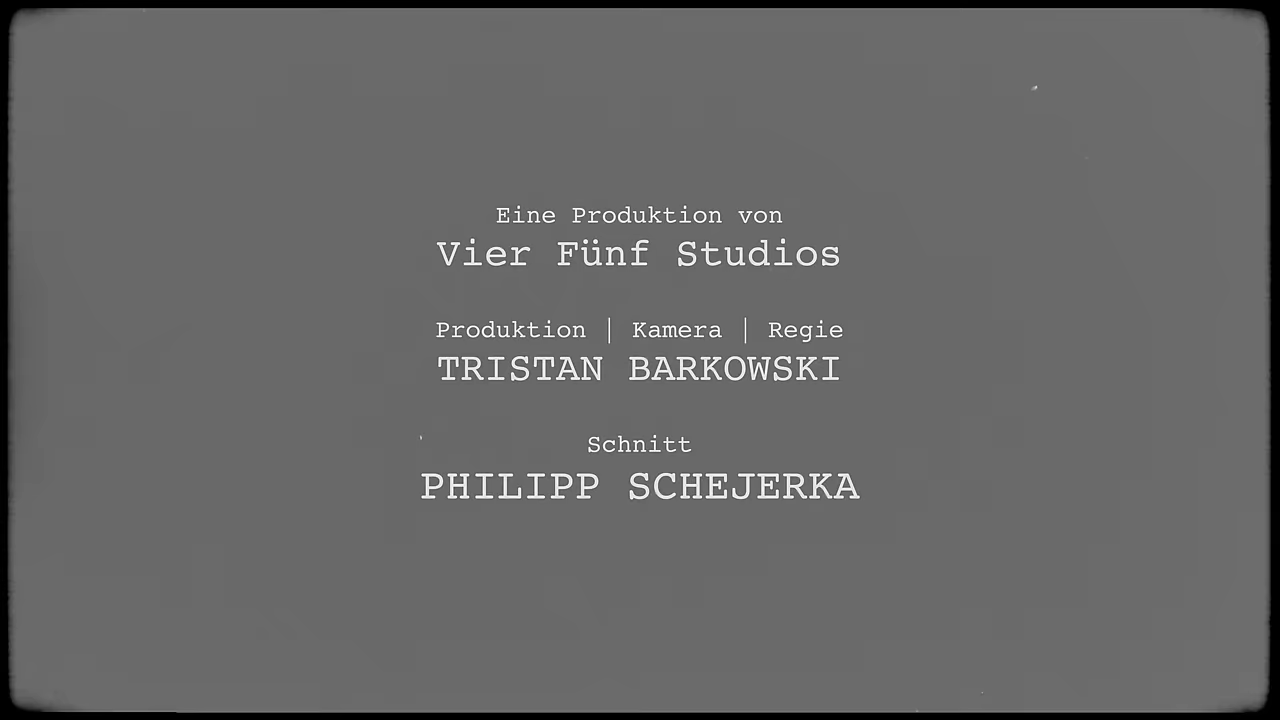 Eine Produktion von
Vier Fünf Studios
Produktion | Kamera | Regie
TRISTAN BARKOWSKI
Schnitt
PHILIPP SCHEJERKA